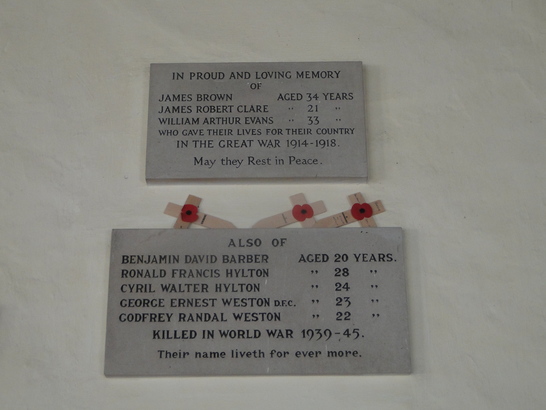 IN PROUD AND LOVING MEMORY
OF
JAMES BROWN AGED 34 YEARS
JAMES ROBERT CLARE " 21 "
WILLIAM ARTHUR EVANS " 33 "
WHO GAVE THEIR LIVES FOR THEIR COUNTRY
IN THE GREAT WAR 1914-1918.
May they Rest in Peace.
ALSO OF
BENJAMIN DAVID BARBER AGED 20 YEARS.
RONALD FRANCIS HYLTON " 28 "
CYRIL WALTER HYLTON " 24 "
GEORGE ERNEST WESTON D.F.C. " 23 "
GODFREY RANDAL WESTON " 22 "
KILLED IN WORLD WAR 1939-45.
Their name liveth for ever more.